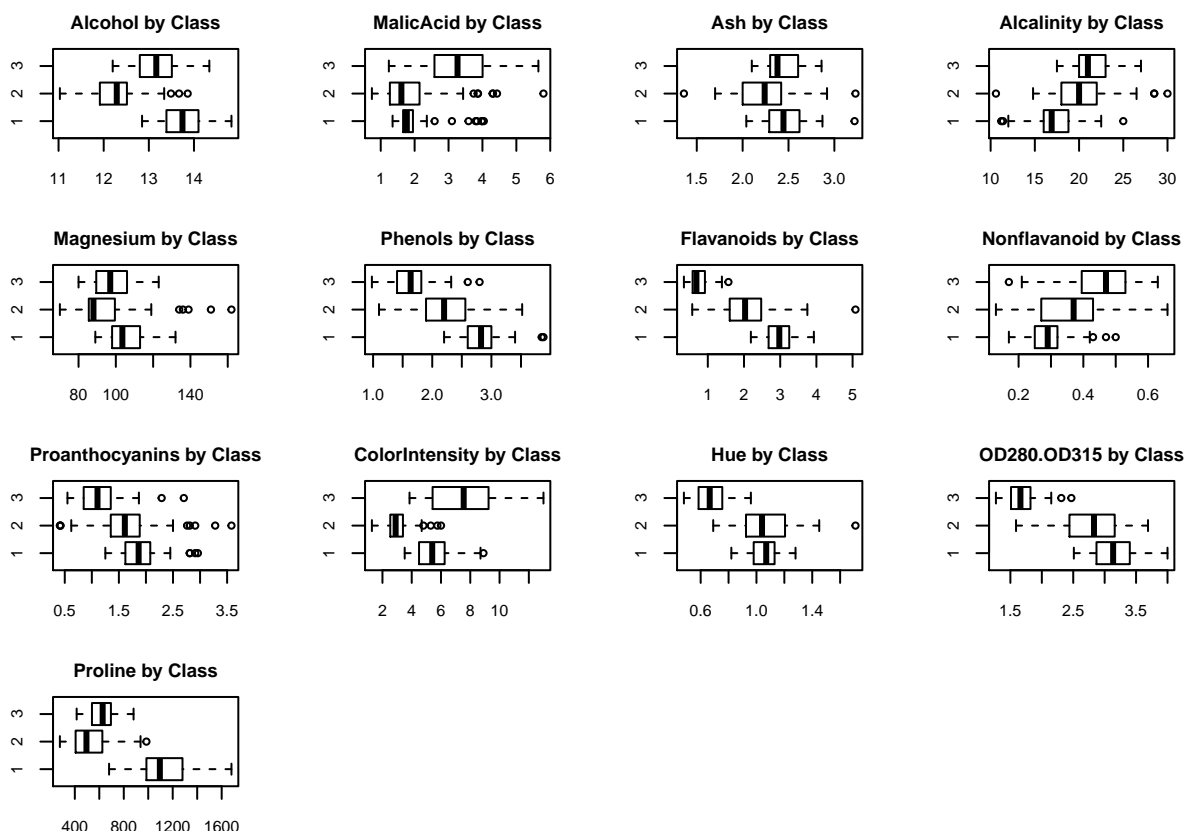 Alcohol by Class
3
2
1
11 12 13 14
MalicAcid by Class
3
2
1
1 2 3 4 5 6
Ash by Class
3
2
1
1.5 2.0 2.5 3.0
Alcalinity by Class
3
2
1
10 15 20 25 30
Magnesium by Class
3
2
1
80 100 140
Phenols by Class
3
2
1
1.0 2.0 3.0
Flavanoids by Class
3
2
1
1 2 3 4 5
Nonflavanoid by Class
3
2
1
0.2 0.4 0.6
Proanthocyanins by Class
3
2
1
0.5 1.5 2.5 3.5
ColorIntensity by Class
3
2
1
2 4 6 8 10
Hue by Class
3
2
1
0.6 1.0 1.4
OD280.OD315 by Class
3
2
1
1.5 2.5 3.5
Proline by Class
3
2
1
400 800 1200 1600